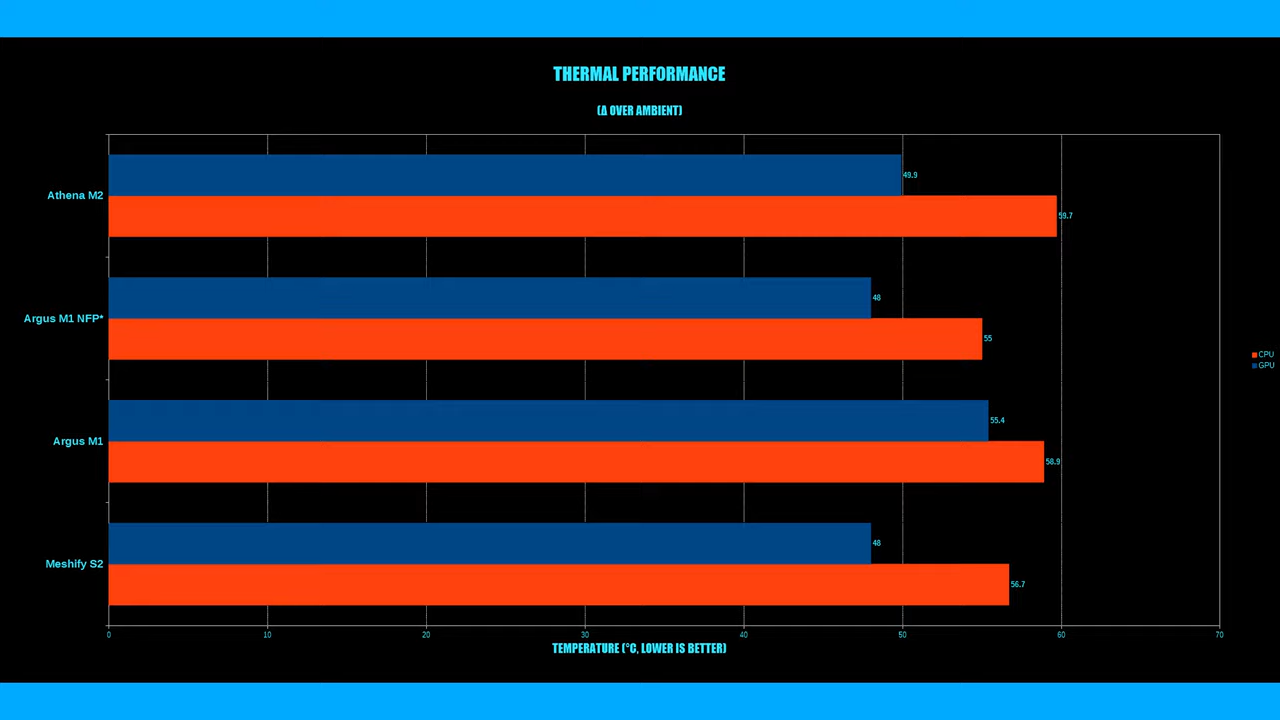 THERMAL PERFORMANCE
(Δ OVER AMBIENT)
Athena M2
49.9
59.7
Argus M1 NFP*
48
55
CPU
GPU
Argus M1
55.4
58.9
Meshify S2
48
56.7
0 10 20 30 40 50 60 70
TEMPERATURE (°C, LOWER IS BETTER)